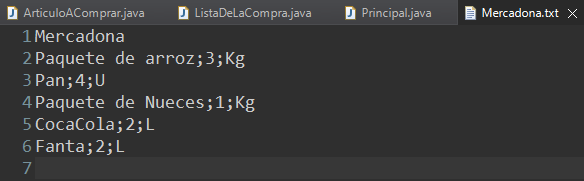 ArticuloAComprar.java ListaDeLaCompra.java Principal.java Mercadona.txt
1 Mercadona
2 Paquete de arroz;3;Kg
3 Pan;4;U
4 Paquete de Nueces;1;Kg
5 CocaCola;2;L
6 Fanta;2;L
7